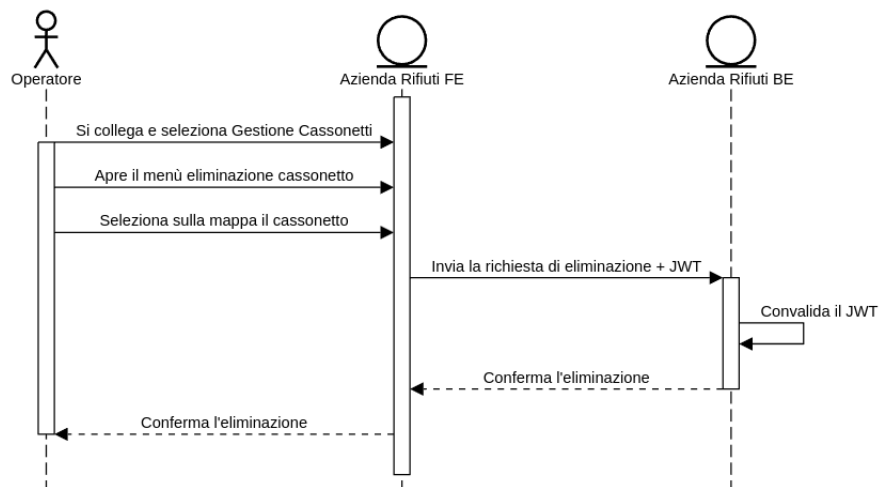 Operatore
Azienda Rifiuti FE
Azienda Rifiuti BE
Si collega e seleziona Gestione Cassonetti
Apre il menù eliminazione cassonetto
Seleziona sulla mappa il cassonetto
Invia la richiesta di eliminazione + JWT
Convalida il JWT
Conferma l'eliminazione
Conferma l'eliminazione